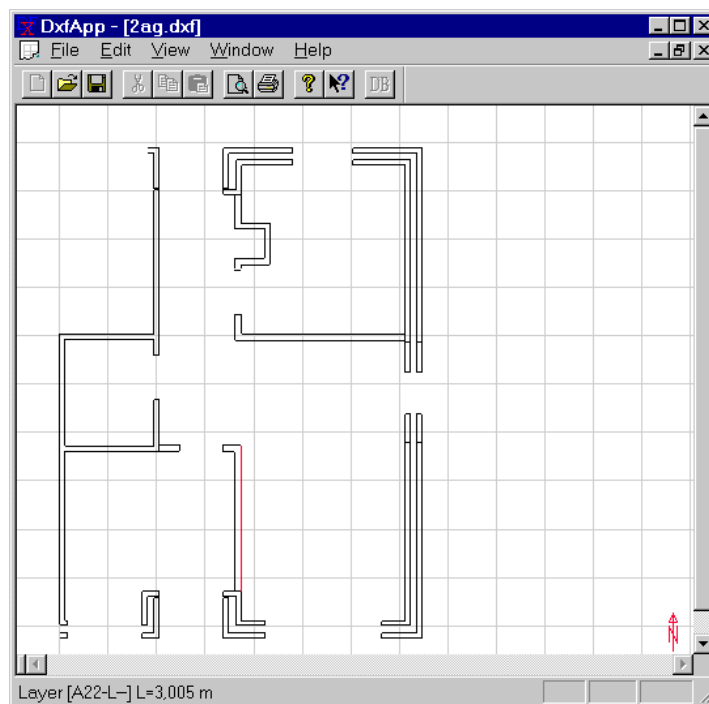 DxfApp - [2ag.dxf]
File Edit View Window Help
DB
N
Layer [A22-L--] L=3,005 m